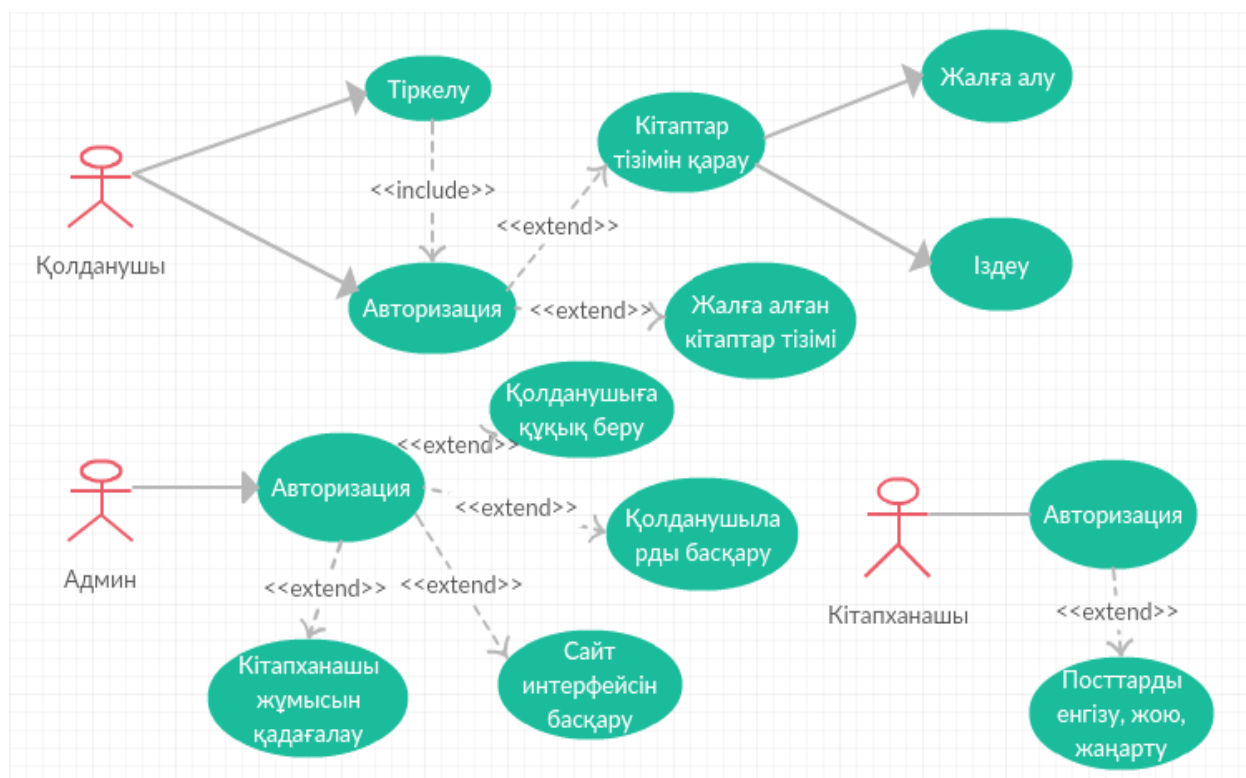 Тіркелу
<<include>>
Қолданушы
Авторизация
<<extend>>
Кітаптар
тізімін қарау
Жалға алу
Іздеу
<<extend>>
Жалға алған
кітаптар тізімі
Админ
Авторизация
<<extend>>
Қолданушыға
құқық беру
<<extend>>
Қолданушыла
рды басқару
<<extend>>
Кітапханашы
жұмысын
қадағалау
<<extend>>
Сайт
интерфейсін
басқару
Кітапханашы
Авторизация
<<extend>>
Посттарды
енгізу, жою,
жаңарту